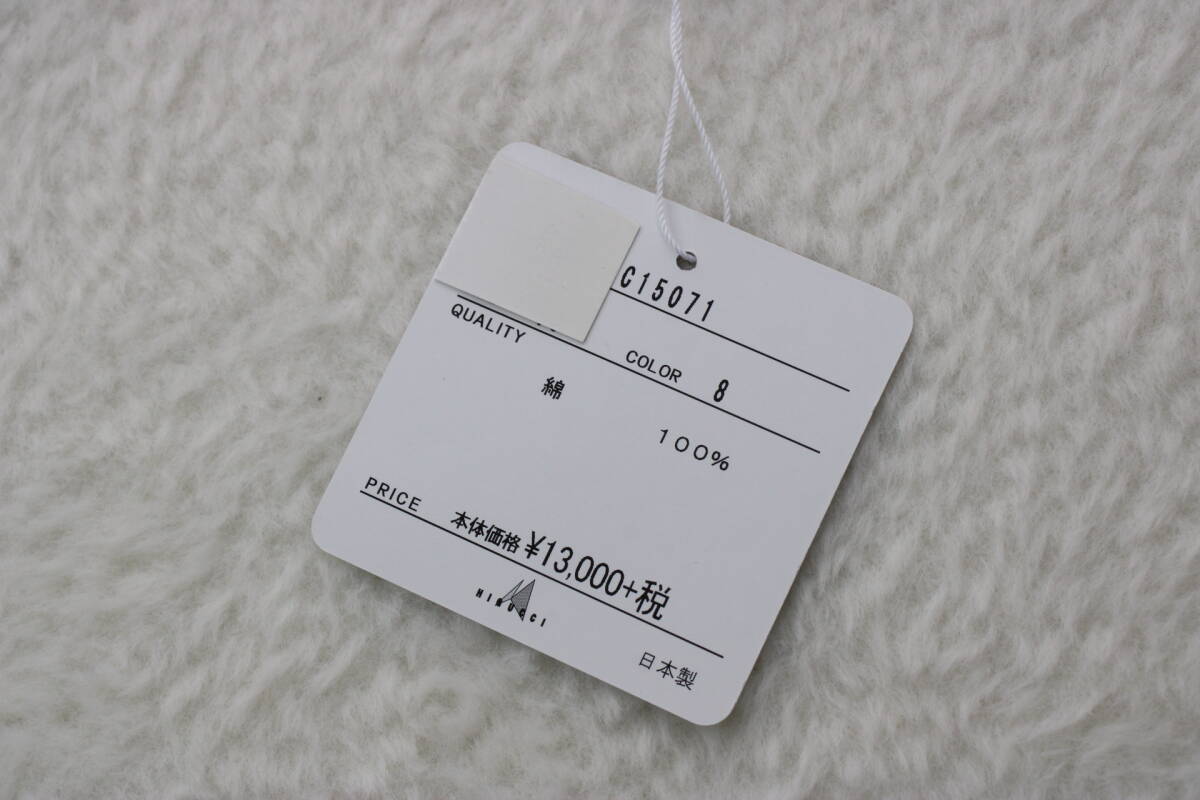 C15071
COLOR 8
QUALITY
綿 100%
PRICE 本体価格 ¥13,000+税
日本製